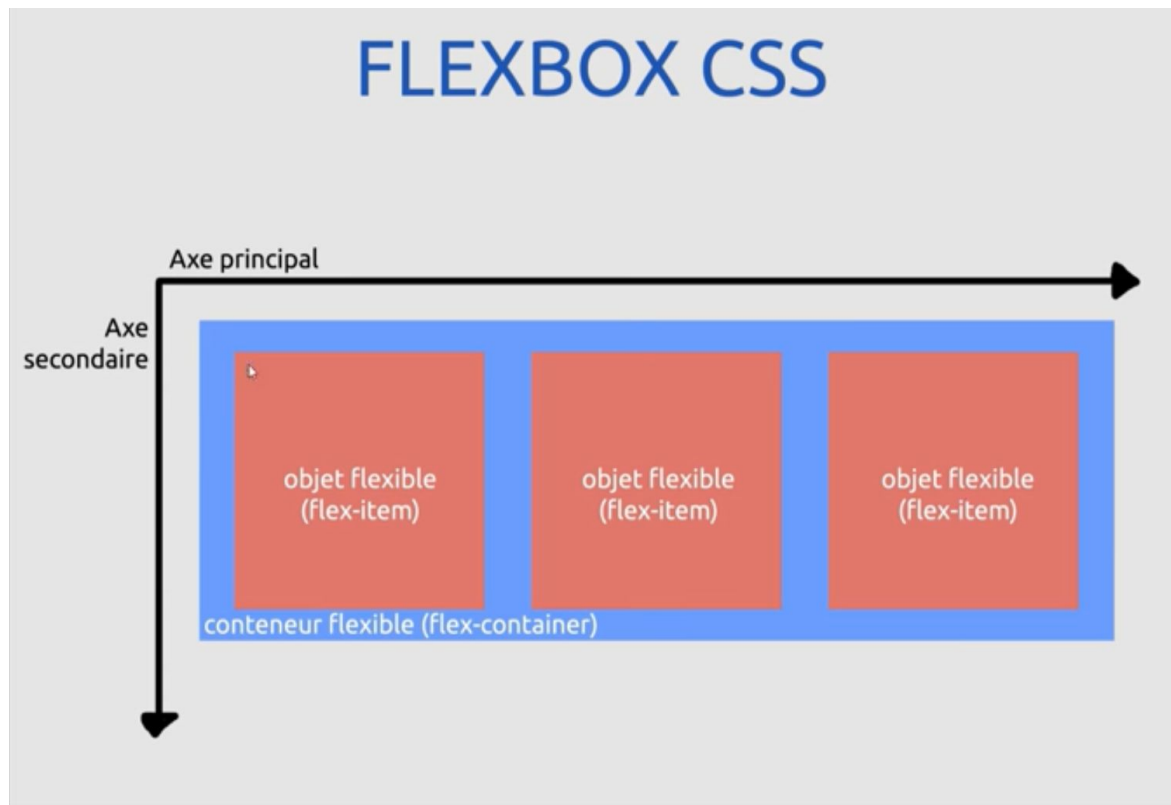 FLEXBOX CSS
Axe principal
Axe
secondaire
objet flexible
(flex-item)
objet flexible
(flex-item)
objet flexible
(flex-item)
conteneur flexible (flex-container)